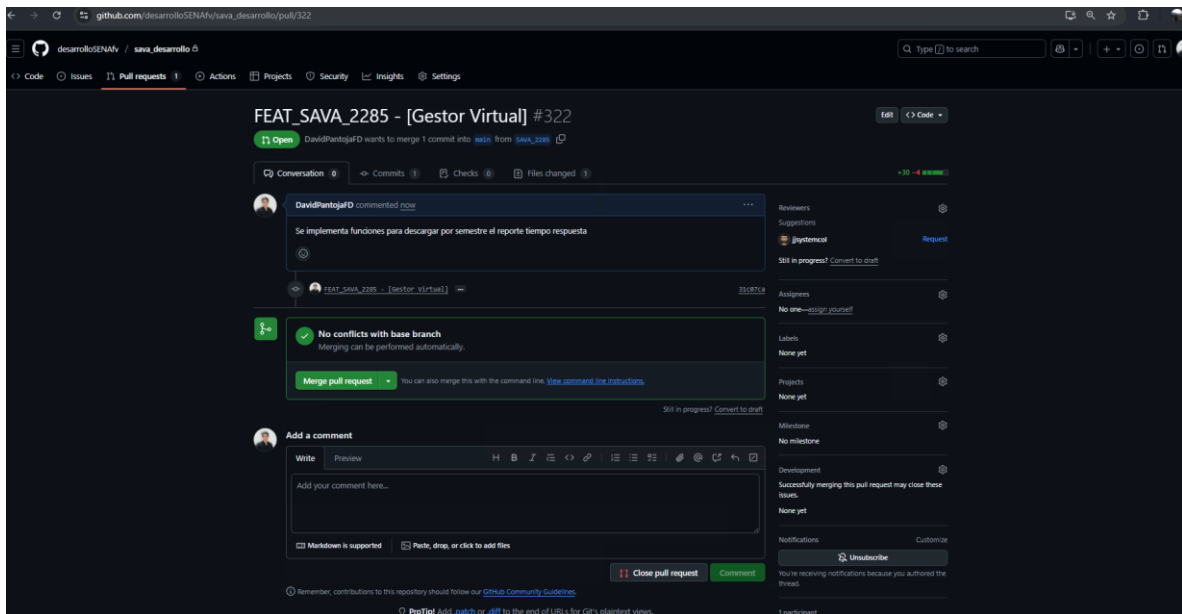 github.com/desarrolloSENAfv/sava_desarrollo/pull/322
desarrolloSENAfv / sava_desarrollo
Type / to search
Code Issues Pull requests 1 Actions Projects Security Insights Settings
FEAT_SAVA_2285 - [Gestor Virtual] #322
Edit Code
Open DavidPantojaFD wants to merge 1 commit into main from SAVA_2285
Conversation 0 Commits 1 Checks 0 Files changed 1
+30 −4
DavidPantojaFD commented now
Se implementa funciones para descargar por semestre el reporte tiempo respuesta
FEAT_SAVA_2285 - [Gestor Virtual]
31c07ca
No conflicts with base branch
Merging can be performed automatically.
Merge pull request
You can also merge this with the command line. View command line instructions.
Still in progress? Convert to draft
Add a comment
Write Preview
Add your comment here...
Markdown is supported Paste, drop, or click to add files
Close pull request Comment
Remember, contributions to this repository should follow our GitHub Community Guidelines.
ProTip! Add .patch or .diff to the end of URLs for Git's plaintext views.
Reviewers
Suggestions
jjsystemcol Request
Still in progress? Convert to draft
Assignees
No one—assign yourself
Labels
None yet
Projects
None yet
Milestone
No milestone
Development
Successfully merging this pull request may close these
issues.
None yet
Notifications Customize
Unsubscribe
You're receiving notifications because you authored the
thread.
1 participant